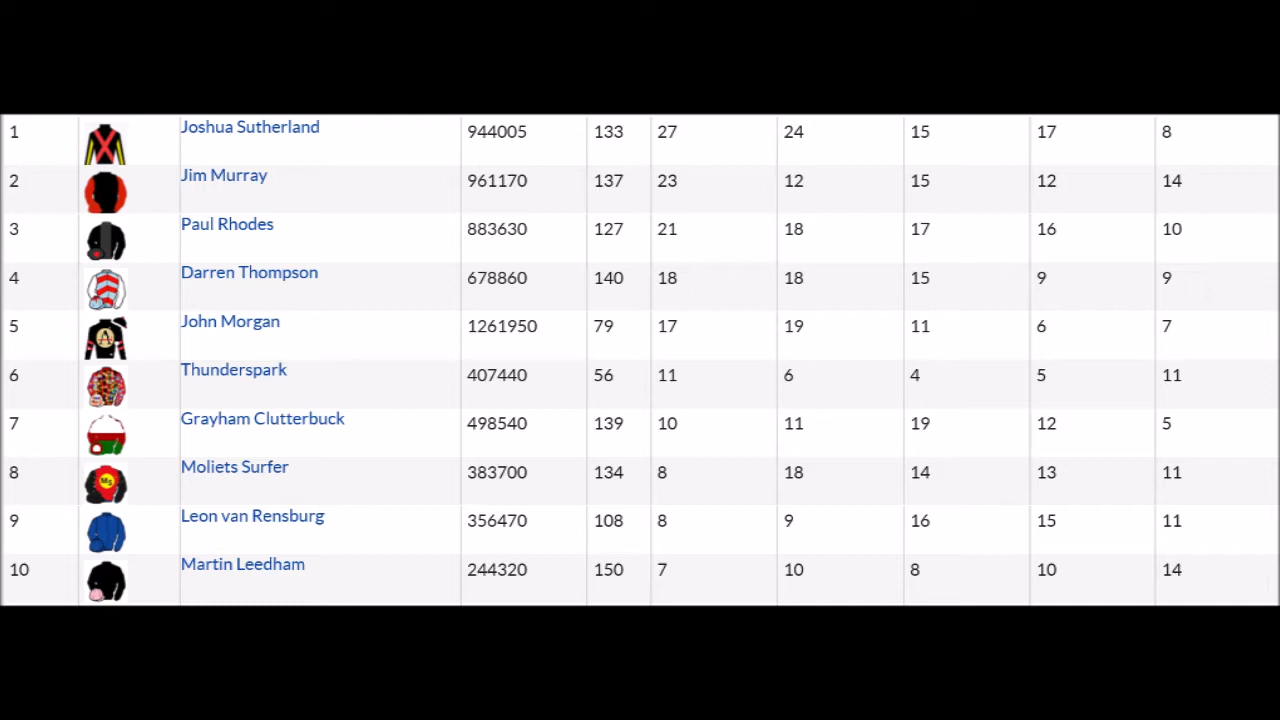 1 Joshua Sutherland 944005 133 27 24 15 17 8
2 Jim Murray 961170 137 23 12 15 12 14
3 Paul Rhodes 883630 127 21 18 17 16 10
4 Darren Thompson 678860 140 18 18 15 9 9
5 John Morgan 1261950 79 17 19 11 6 7
6 Thunderspark 407440 56 11 6 4 5 11
7 Grayham Clutterbuck 498540 139 10 11 19 12 5
8 MS Moliets Surfer 383700 134 8 18 14 13 11
9 Leon van Rensburg 356470 108 8 9 16 15 11
10 Martin Leedham 244320 150 7 10 8 10 14